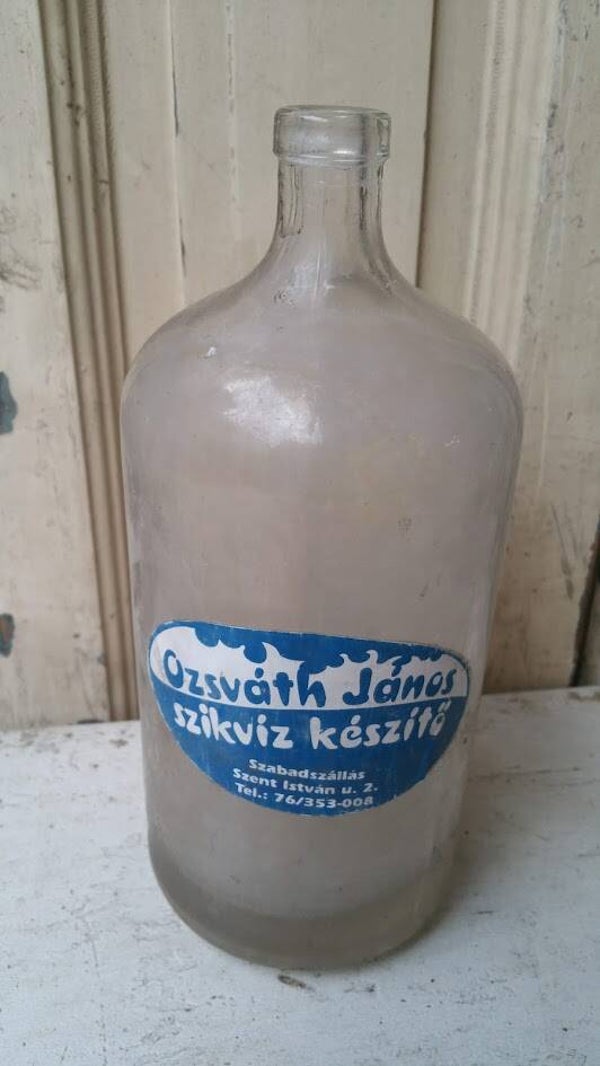 Ozsváth János
szikvíz készítő
Szabadszállás
Szent István u. 2.
Tel.: 76/353-008